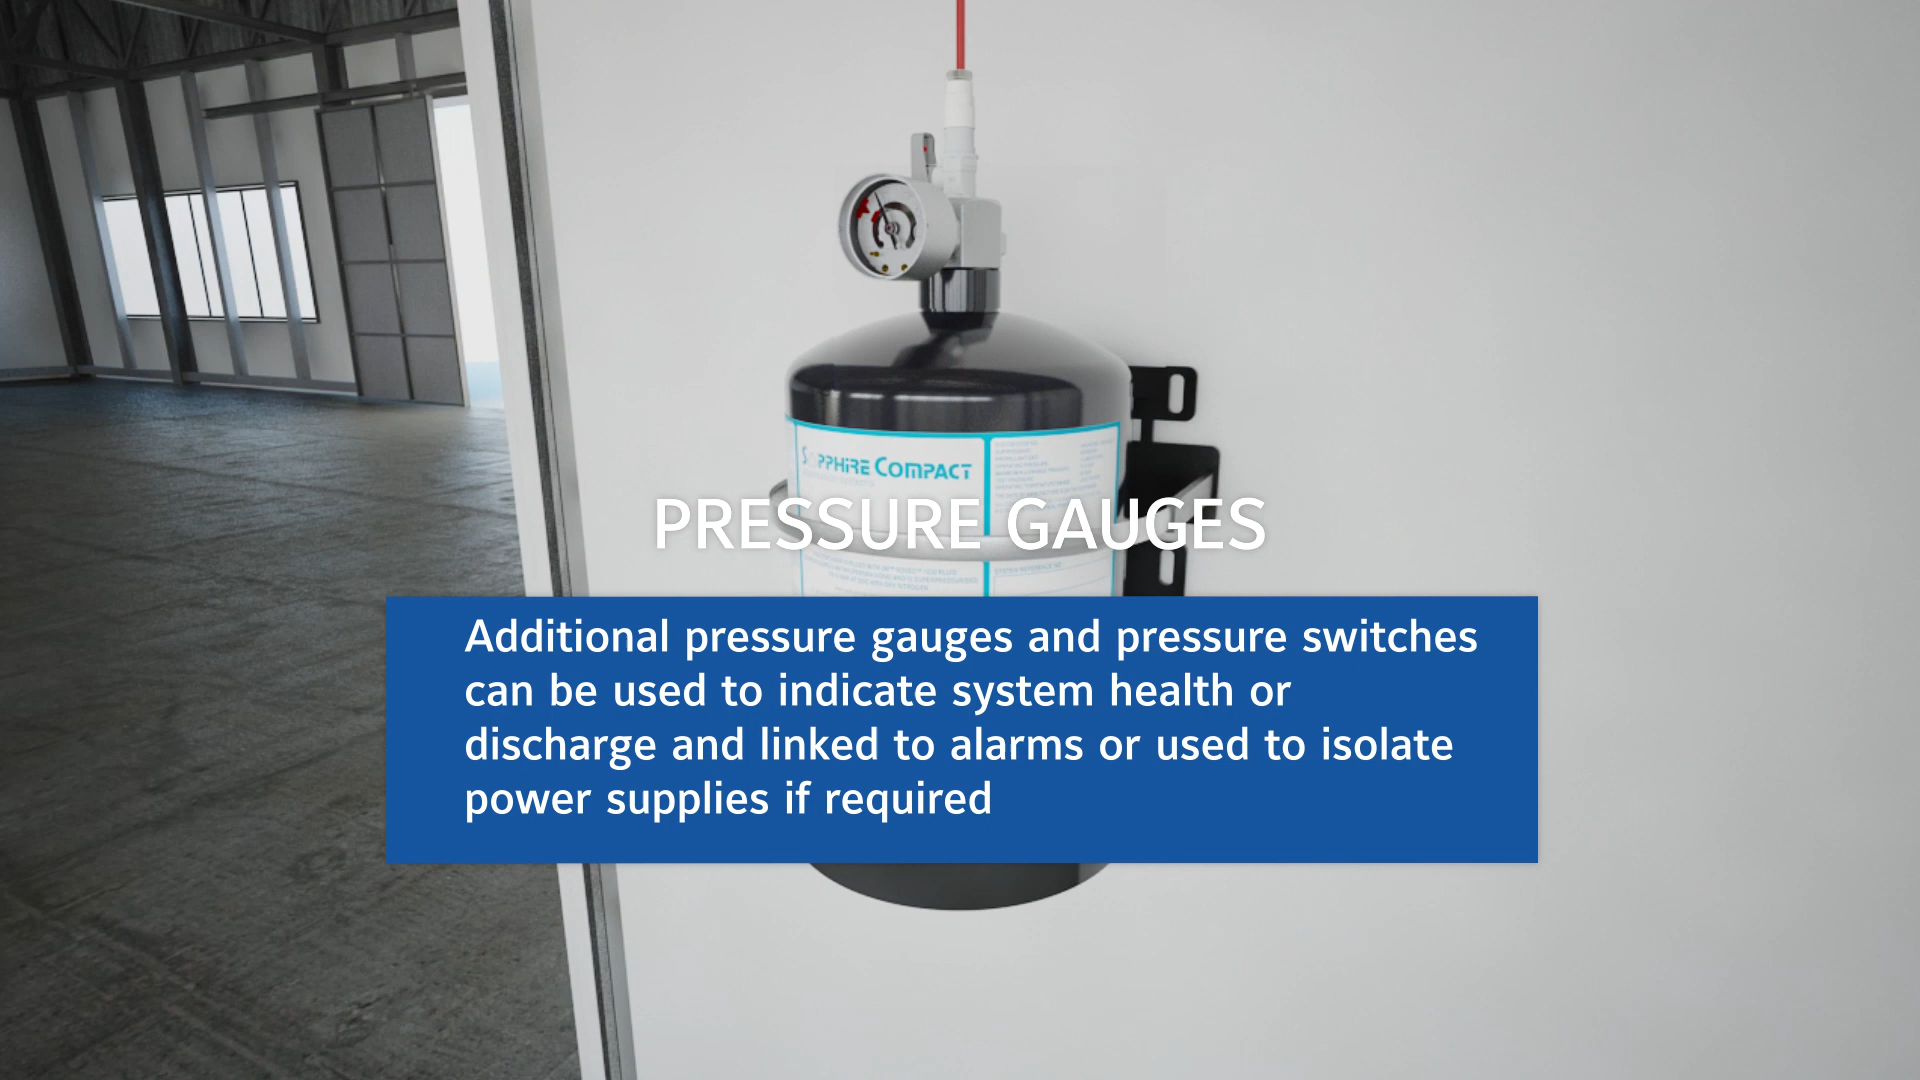 SAPPHIRE COMPACT
PRESSURE GAUGES
Additional pressure gauges and pressure switches
can be used to indicate system health or
discharge and linked to alarms or used to isolate
power supplies if required